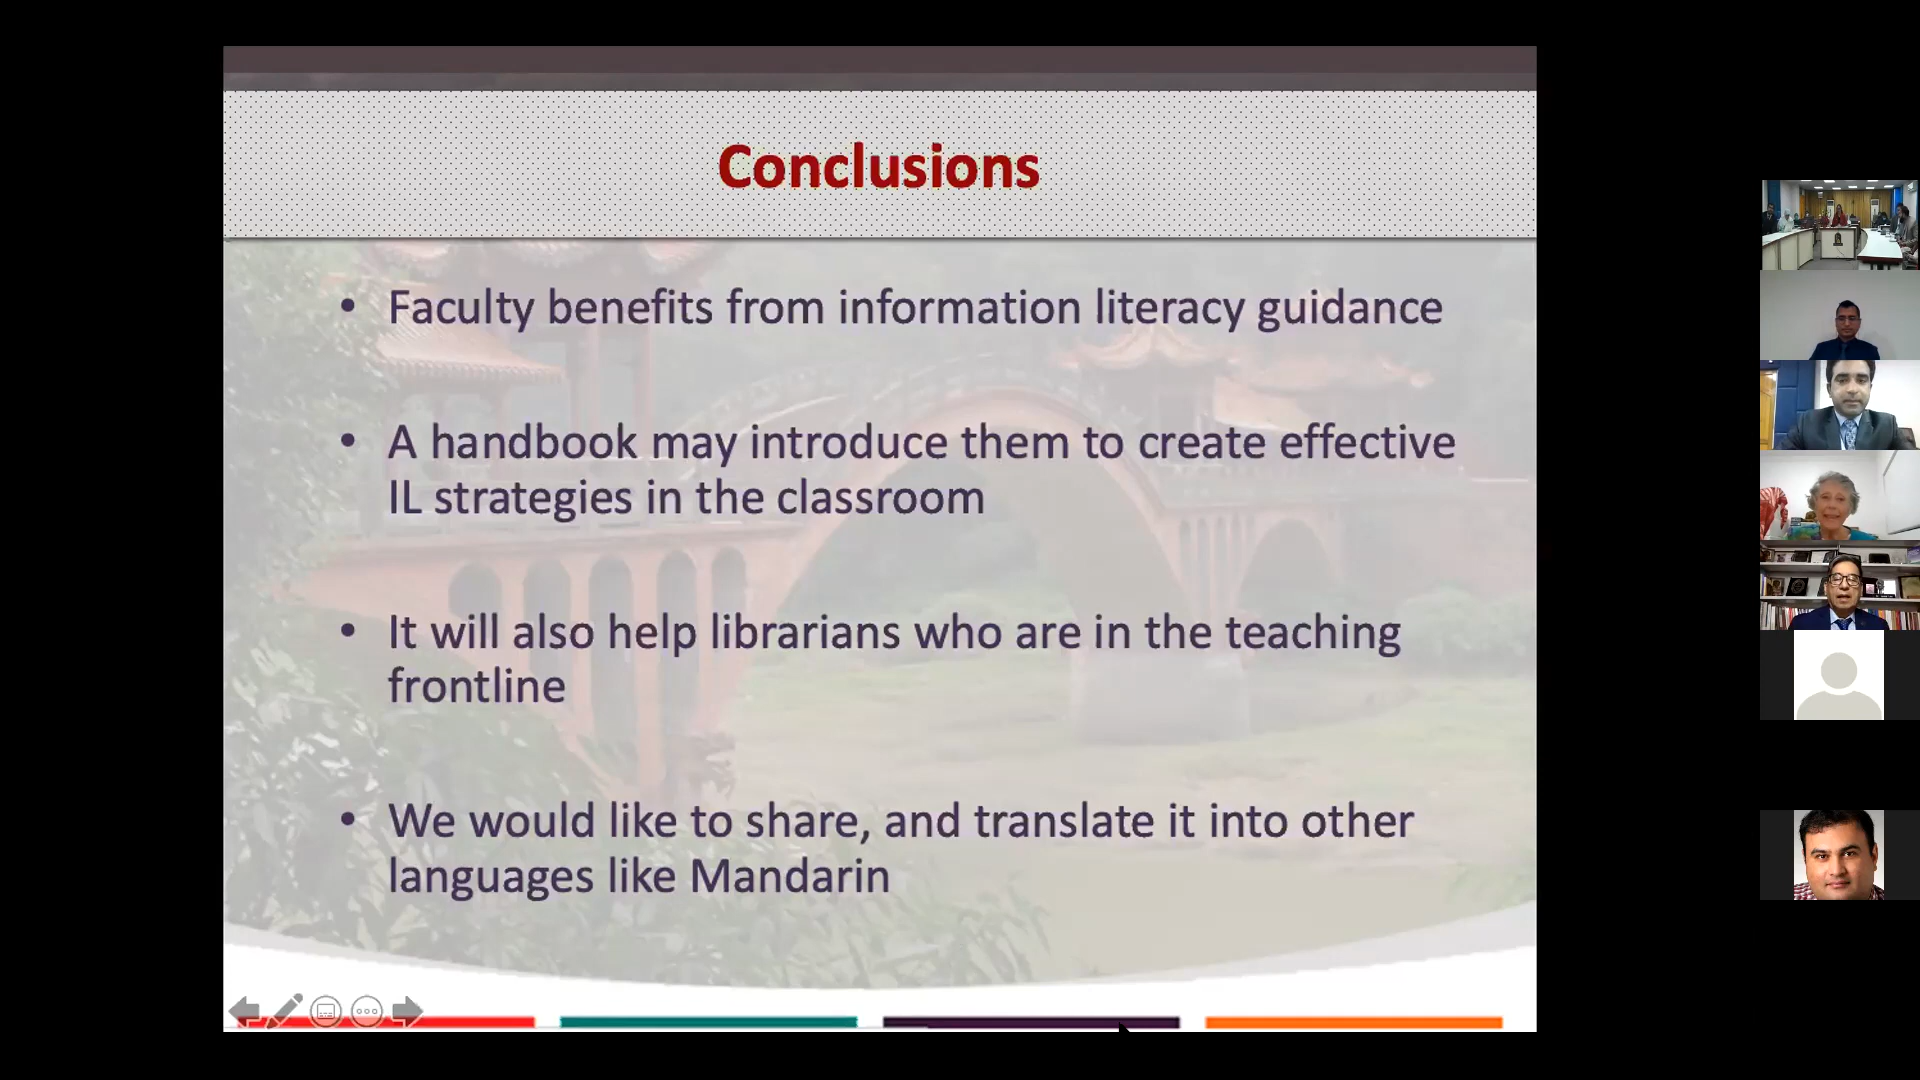 Conclusions
• Faculty benefits from information literacy guidance
• A handbook may introduce them to create effective
IL strategies in the classroom
• It will also help librarians who are in the teaching
frontline
• We would like to share, and translate it into other
languages like Mandarin